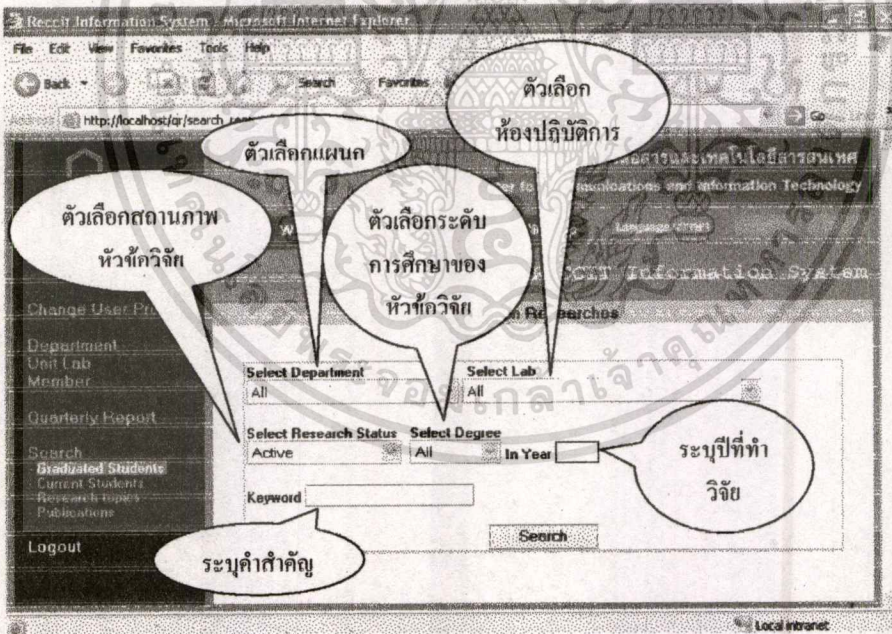 Reccit Information System - Microsoft Internet Explorer
File Edit View Favorites Tools Help
Back Search Favorites
http://localhost/qr/search
ตัวเลือก
ห้องปฏิบัติการ
ตัวเลือกแผนก
ตัวเลือกสถานภาพ
หัวข้อวิจัย
ตัวเลือกระดับ
การศึกษาของ
หัวข้อวิจัย
Information Technology
Information System
Researches
Change User
Department
Unit Lab
Member
Quarterly Report
Search
Graduated Students
Current Students
Research topics
Publications
Logout
Select Department
All
Select Lab
All
Select Research Status
Active
Select Degree
All
In Year
Keyword
Search
ระบุปีที่ทำ
วิจัย
ระบุคำสำคัญ
Local intranet